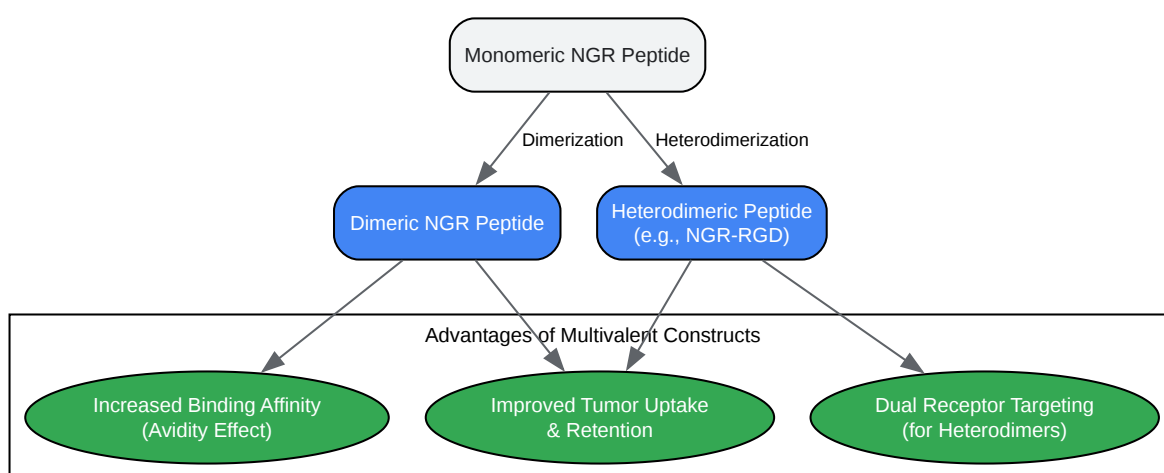 Monomeric NGR Peptide
Dimerization
Heterodimerization
Dimeric NGR Peptide
Heterodimeric Peptide
(e.g., NGR-RGD)
Advantages of Multivalent Constructs
Increased Binding Affinity
(Avidity Effect)
Improved Tumor Uptake
& Retention
Dual Receptor Targeting
(for Heterodimers)